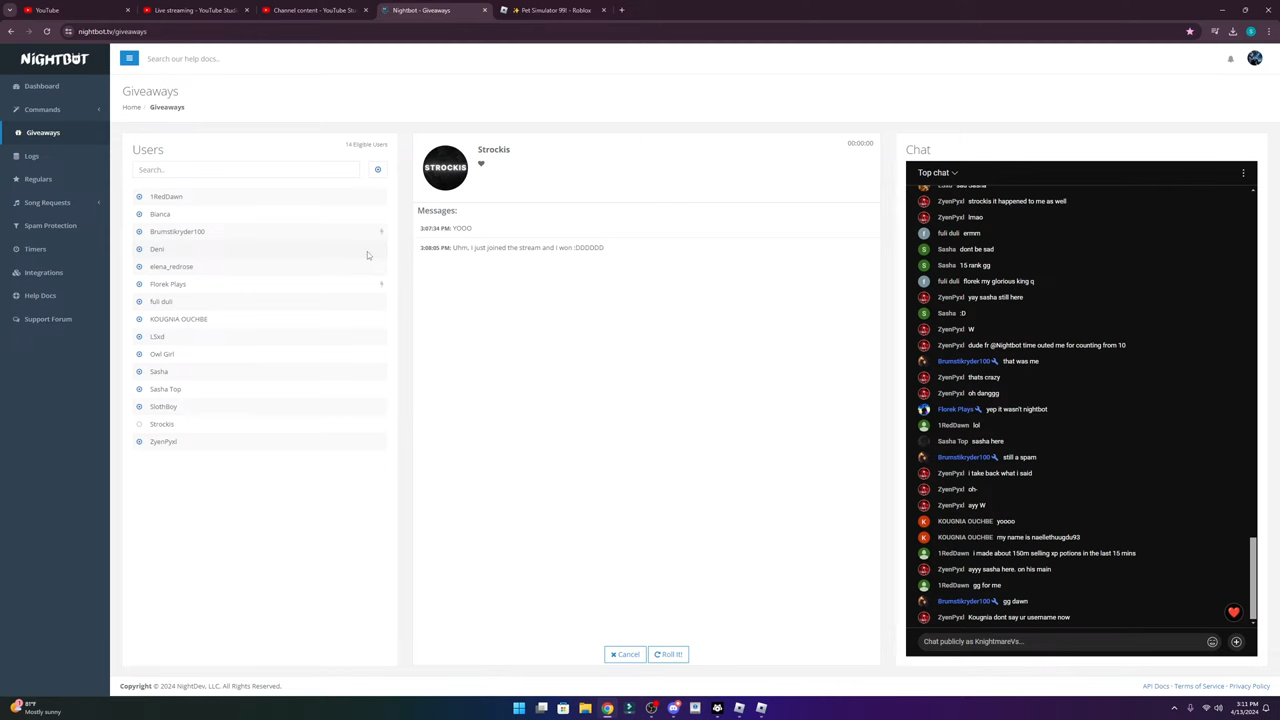 YouTube
Live streaming - YouTube Studi
Channel content - YouTube Stu
Nightbot - Giveaways
Pet Simulator 99! - Roblox
nightbot.tv/giveaways
NIGHTBOT
Search our help docs..
Dashboard
Commands
Giveaways
Logs
Regulars
Song Requests
Spam Protection
Timers
Integrations
Help Docs
Support Forum
Giveaways
Home / Giveaways
14 Eligible Users
Users
Search..
1RedDawn
Bianca
Brumstikryder100
Deni
elena_redrose
Florek Plays
fuli duli
KOUGNIA OUCHBE
LSxd
Owl Girl
Sasha
Sasha Top
SlothBoy
Strockis
ZyenPyxl
STROCKIS
Strockis
00:00:00
Messages:
3:07:34 PM: YOOO
3:08:05 PM: Uhm, i just joined the stream and I won :DDDDDD
Cancel
Roll It!
Chat
Top chat
LSxd sad Sasha
ZyenPyxl strockis it happened to me as well
ZyenPyxl lmao
fuli duli ermm
Sasha dont be sad
Sasha 15 rank gg
fuli duli florek my glorious king q
ZyenPyxl yay sasha still here
Sasha :D
ZyenPyxl W
ZyenPyxl dude fr @Nightbot time outed me for counting from 10
Brumstikryder100 that was me
ZyenPyxl thats crazy
ZyenPyxl oh danggg
Florek Plays yep it wasn't nightbot
1RedDawn lol
Sasha Top sasha here
Brumstikryder100 still a spam
ZyenPyxl i take back what i said
ZyenPyxl oh-
ZyenPyxl ayy W
KOUGNIA OUCHBE yoooo
KOUGNIA OUCHBE my name is naellethuugdu93
1RedDawn i made about 150m selling xp potions in the last 15 mins
ZyenPyxl ayyy sasha here. on his main
1RedDawn gg for me
Brumstikryder100 gg dawn
ZyenPyxl Kougnia dont say ur username now
Chat publicly as KnightmareVs...
Copyright © 2024 NightDev, LLC. All Rights Reserved.
API Docs - Terms of Service - Privacy Policy
81°F
Mostly sunny
3:11 PM
4/13/2024